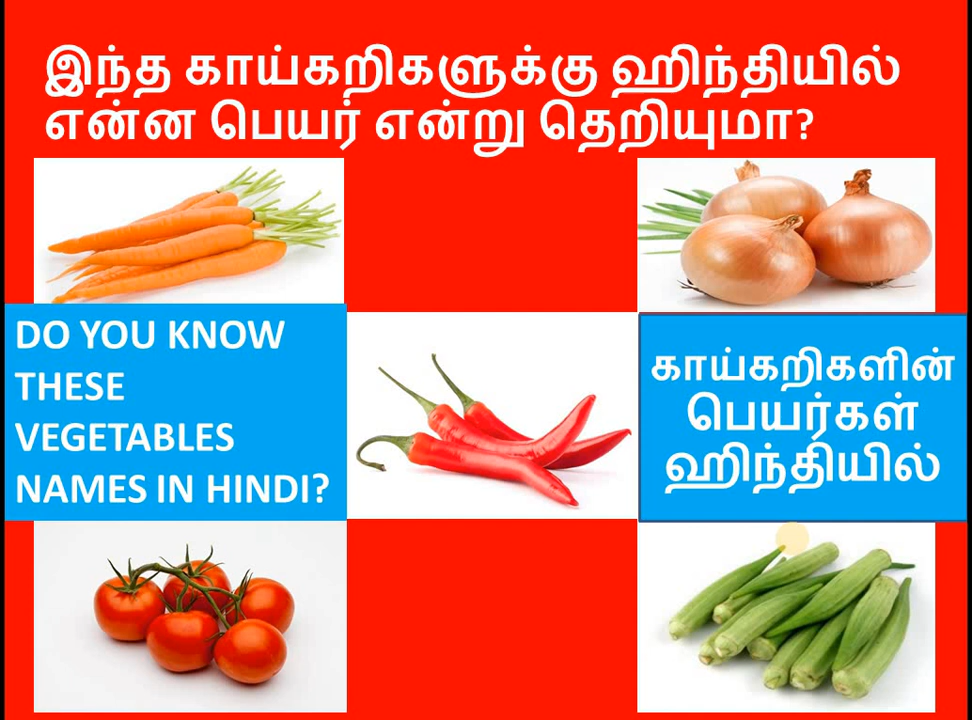 இந்த காய்கறிகளுக்கு ஹிந்தியில்
என்ன பெயர் என்று தெறியுமா?
DO YOU KNOW
THESE
VEGETABLES
NAMES IN HINDI?
காய்கறிகளின்
பெயர்கள்
ஹிந்தியில்